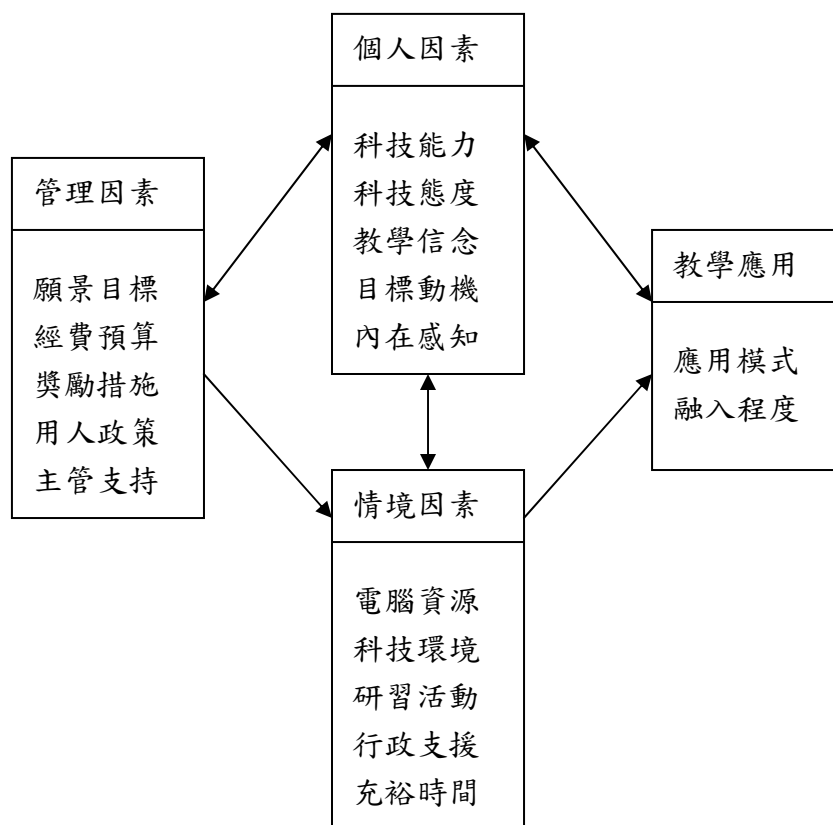 個人因素
科技能力
科技態度
教學信念
目標動機
內在感知
管理因素
願景目標
經費預算
獎勵措施
用人政策
主管支持
教學應用
應用模式
融入程度
情境因素
電腦資源
科技環境
研習活動
行政支援
充裕時間